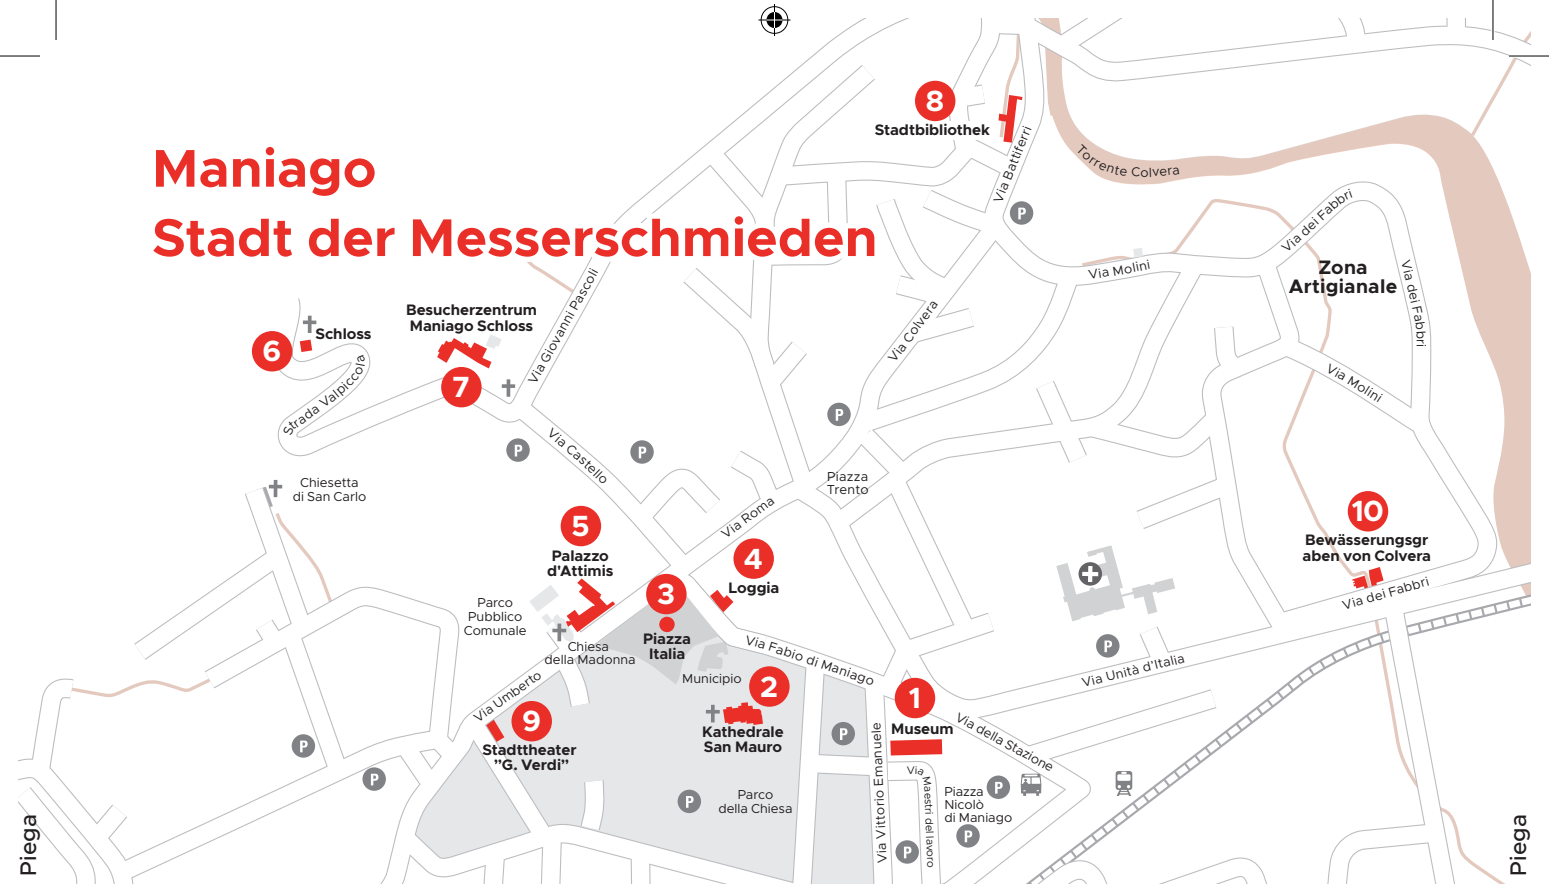 Maniago
Stadt der Messerschmieden
8
Stadtbibliothek
Via Battiferri
Torrente Colvera
P
Via dei Fabbri
Via Molini
Zona
Artigianale
Via dei Fabbri
Besucherzentrum
Maniago Schloss
Via Giovanni Pascoli
6
Schloss
7
Strada Valpiccola
Via Colvera
Via Molini
P
P
P
Via Castello
Chiesetta
di San Carlo
Piazza
Trento
Via Roma
5
Palazzo
d'Attimis
4
Loggia
10
Bewässerungsgr
aben von Colvera
Via dei Fabbri
3
Piazza
Italia
Parco
Pubblico
Comunale
Chiesa
della Madonna
Via Fabio di Maniago
P
Via Unità d'Italia
Municipio
2
Kathedrale
San Mauro
1
Museum
Via Umberto
9
Stadttheater
”G. Verdi”
Via della Stazione
P
P
P
Via Vittorio Emanuele
Via
Maestri del lavoro
Piazza
Nicolò
di Maniago
P
P
P
P
Parco
della Chiesa
Piega
Piega